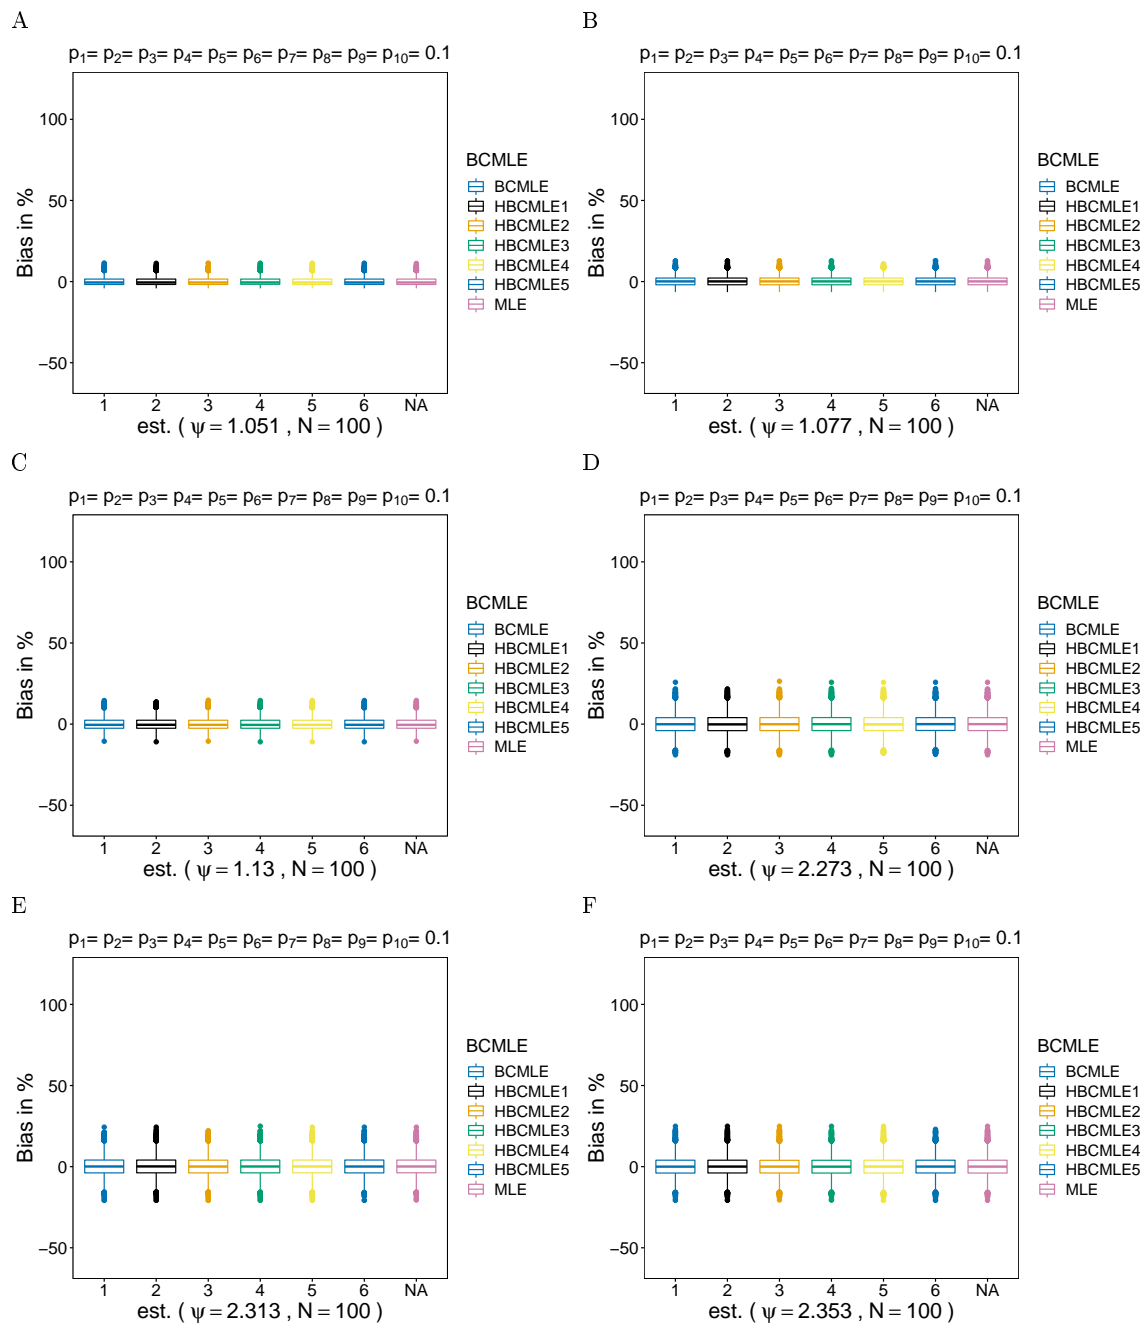 A
p1= p2= p3= p4= p5= p6= p7= p8= p9= p10= 0.1
Bias in %
100
50
0
−50
1 2 3 4 5 6 NA
est. ( ψ = 1.051 , N = 100 )
BCMLE
BCMLE
HBCMLE1
HBCMLE2
HBCMLE3
HBCMLE4
HBCMLE5
MLE
B
p1= p2= p3= p4= p5= p6= p7= p8= p9= p10= 0.1
Bias in %
100
50
0
−50
1 2 3 4 5 6 NA
est. ( ψ = 1.077 , N = 100 )
BCMLE
BCMLE
HBCMLE1
HBCMLE2
HBCMLE3
HBCMLE4
HBCMLE5
MLE
C
p1= p2= p3= p4= p5= p6= p7= p8= p9= p10= 0.1
Bias in %
100
50
0
−50
1 2 3 4 5 6 NA
est. ( ψ = 1.13 , N = 100 )
BCMLE
BCMLE
HBCMLE1
HBCMLE2
HBCMLE3
HBCMLE4
HBCMLE5
MLE
D
p1= p2= p3= p4= p5= p6= p7= p8= p9= p10= 0.1
Bias in %
100
50
0
−50
1 2 3 4 5 6 NA
est. ( ψ = 2.273 , N = 100 )
BCMLE
BCMLE
HBCMLE1
HBCMLE2
HBCMLE3
HBCMLE4
HBCMLE5
MLE
E
p1= p2= p3= p4= p5= p6= p7= p8= p9= p10= 0.1
Bias in %
100
50
0
−50
1 2 3 4 5 6 NA
est. ( ψ = 2.313 , N = 100 )
BCMLE
BCMLE
HBCMLE1
HBCMLE2
HBCMLE3
HBCMLE4
HBCMLE5
MLE
F
p1= p2= p3= p4= p5= p6= p7= p8= p9= p10= 0.1
Bias in %
100
50
0
−50
1 2 3 4 5 6 NA
est. ( ψ = 2.353 , N = 100 )
BCMLE
BCMLE
HBCMLE1
HBCMLE2
HBCMLE3
HBCMLE4
HBCMLE5
MLE